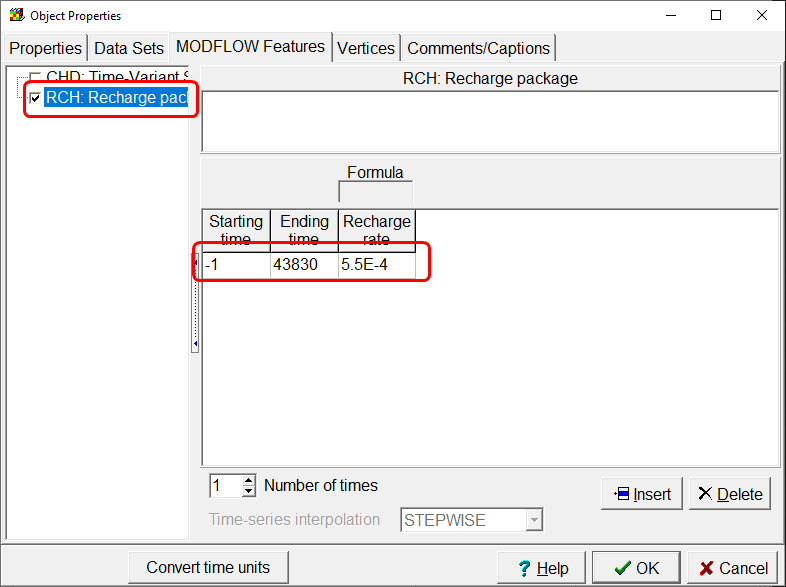 Object Properties
Properties Data Sets MODFLOW Features Vertices Comments/Captions
CHD: Time-Variant S
RCH: Recharge pack
RCH: Recharge package
Formula
Starting time Ending time Recharge rate
-1 43830 5.5E-4
1 Number of times
Insert Delete
Time-series interpolation STEPWISE
Convert time units ? Help OK Cancel